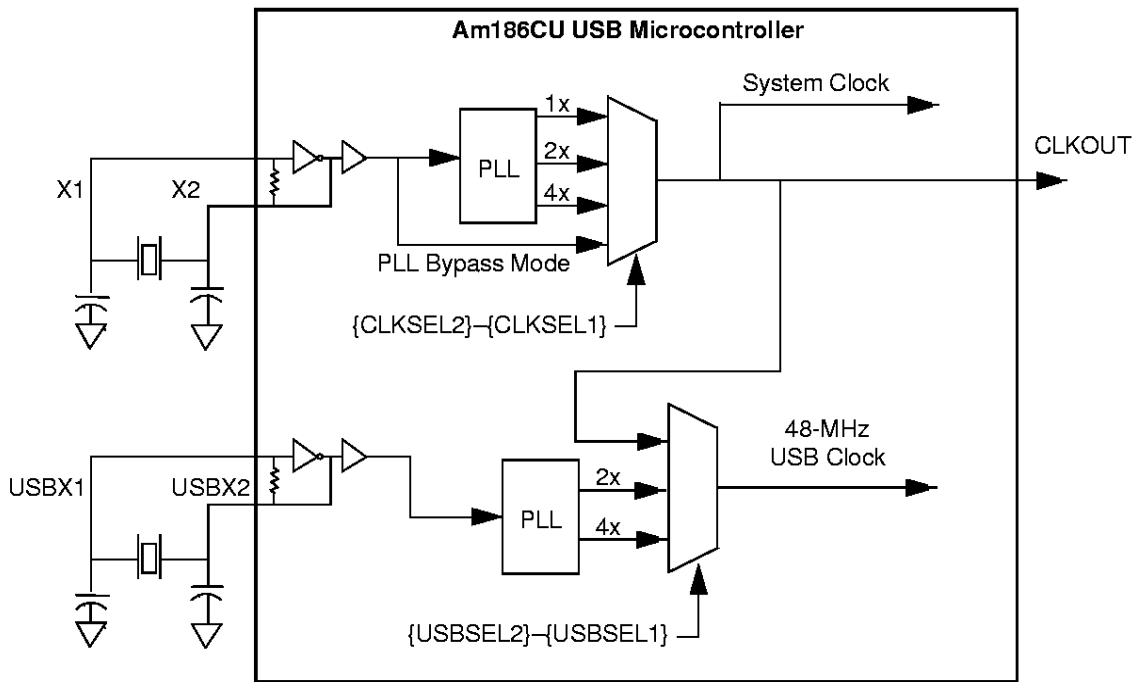 Am186CU USB Microcontroller
System Clock
1x
2x
4x
PLL
CLKOUT
X1
X2
PLL Bypass Mode
{CLKSEL2}–{CLKSEL1}
48-MHz
USB Clock
USBX1
USBX2
PLL
2x
4x
{USBSEL2}–{USBSEL1}